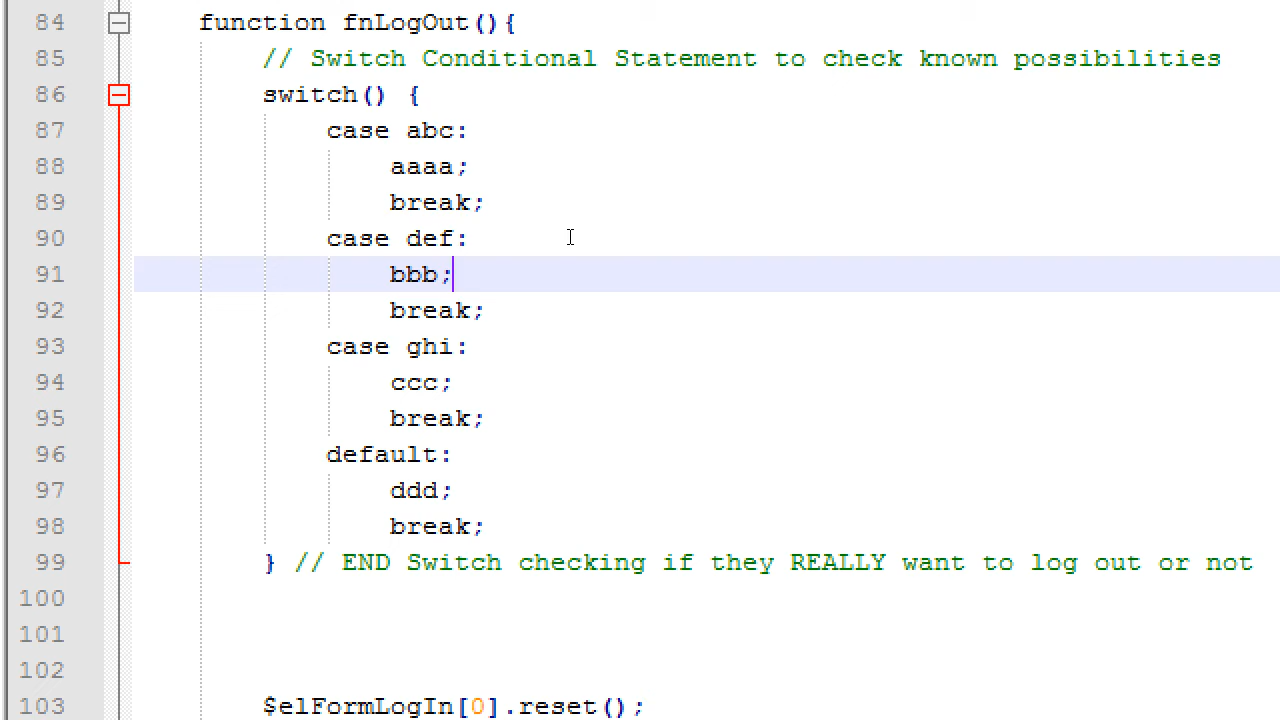 84 function fnLogOut(){
85 // Switch Conditional Statement to check known possibilities
86 switch() {
87 case abc:
88 aaaa;
89 break;
90 case def:
91 bbb;
92 break;
93 case ghi:
94 ccc;
95 break;
96 default:
97 ddd;
98 break;
99 } // END Switch checking if they REALLY want to log out or not
100
101
102
103 $elFormLogIn[0].reset();